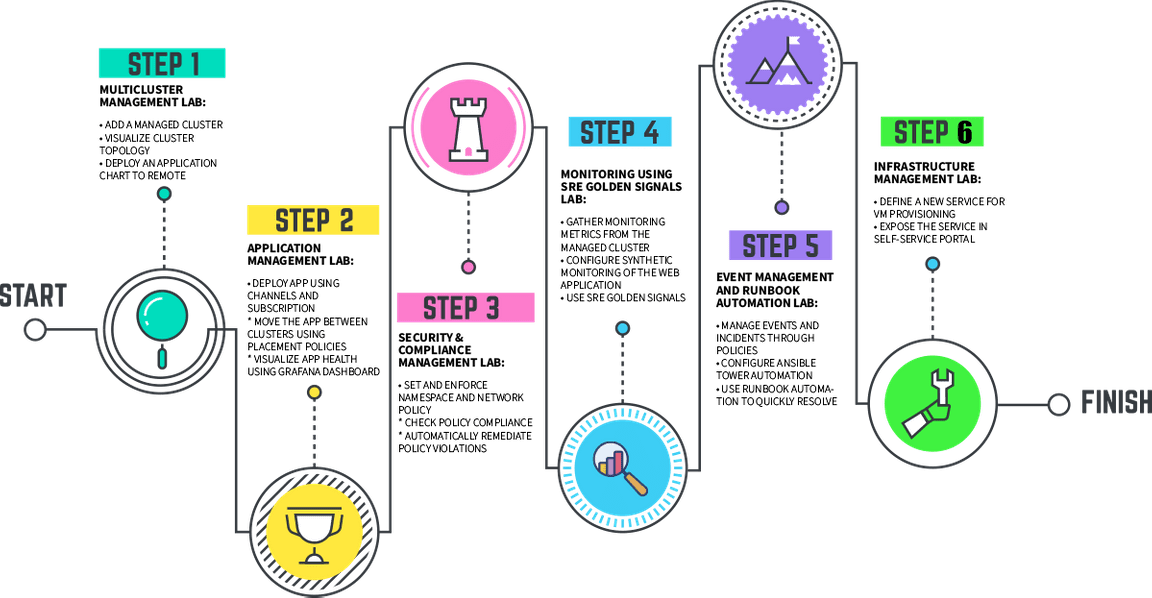 START
STEP 1
MULTICLUSTER
MANAGEMENT LAB:
• ADD A MANAGED CLUSTER
• VISUALIZE CLUSTER
TOPOLOGY
• DEPLOY AN APPLICATION
CHART TO REMOTE
STEP 2
APPLICATION
MANAGEMENT LAB:
• DEPLOY APP USING
CHANNELS AND
SUBSCRIPTION
* MOVE THE APP BETWEEN
CLUSTERS USING
PLACEMENT POLICIES
* VISUALIZE APP HEALTH
USING GRAFANA DASHBOARD
STEP 3
SECURITY &
COMPLIANCE
MANAGEMENT LAB:
• SET AND ENFORCE
NAMESPACE AND NETWORK
POLICY
* CHECK POLICY COMPLIANCE
* AUTOMATICALLY REMEDIATE
POLICY VIOLATIONS
STEP 4
MONITORING USING
SRE GOLDEN SIGNALS
LAB:
• GATHER MONITORING
METRICS FROM THE
MANAGED CLUSTER
• CONFIGURE SYNTHETIC
MONITORING OF THE WEB
APPLICATION
• USE SRE GOLDEN SIGNALS
STEP 5
EVENT MANAGEMENT
AND RUNBOOK
AUTOMATION LAB:
• MANAGE EVENTS AND
INCIDENTS THROUGH
POLICIES
• CONFIGURE ANSIBLE
TOWER AUTOMATION
• USE RUNBOOK AUTOMA-
TION TO QUICKLY RESOLVE
STEP 6
INFRASTRUCTURE
MANAGEMENT LAB:
• DEFINE A NEW SERVICE FOR
VM PROVISIONING
• EXPOSE THE SERVICE IN
SELF-SERVICE PORTAL
FINISH